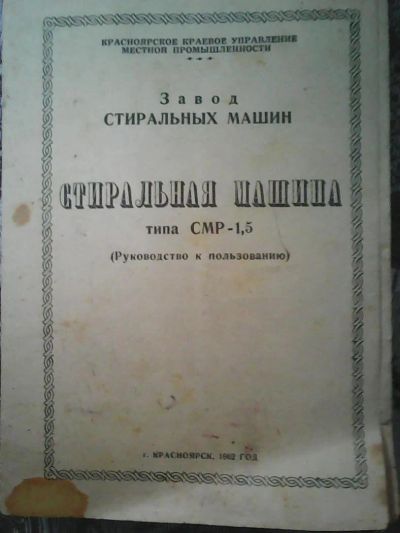 КРАСНОЯРСКОЕ КРАЕВОЕ УПРАВЛЕНИЕ
МЕСТНОЙ ПРОМЫШЛЕННОСТИ
Завод
СТИРАЛЬНЫХ МАШИН
СТИРАЛЬНАЯ МАШИНА
типа СМР-1,5
(Руководство к пользованию)
г. КРАСНОЯРСК, 1962 ГОД